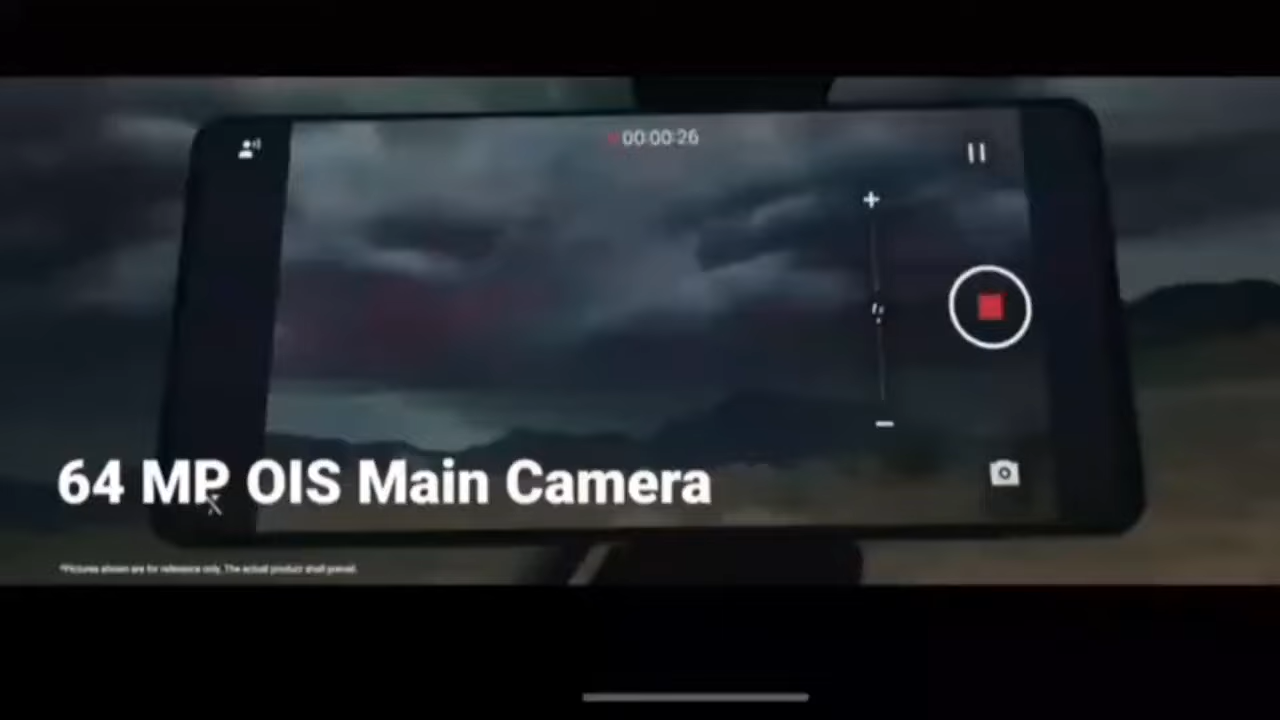 00:00:26
64 MP OIS Main Camera
*Pictures shown are for reference only. The actual product shall prevail.